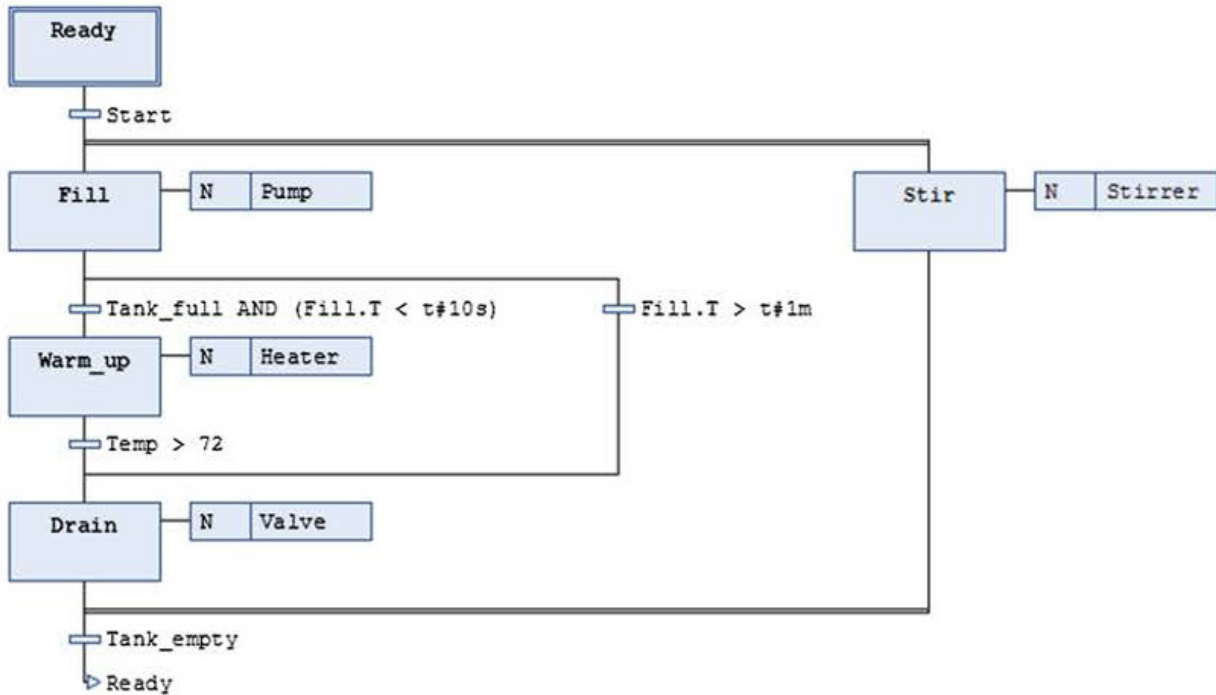 Ready
Start
Fill
N
Pump
Stir
N
Stirrer
Tank_full AND (Fill.T < t#10s)
Fill.T > t#1m
Warm_up
N
Heater
Temp > 72
Drain
N
Valve
Tank_empty
Ready